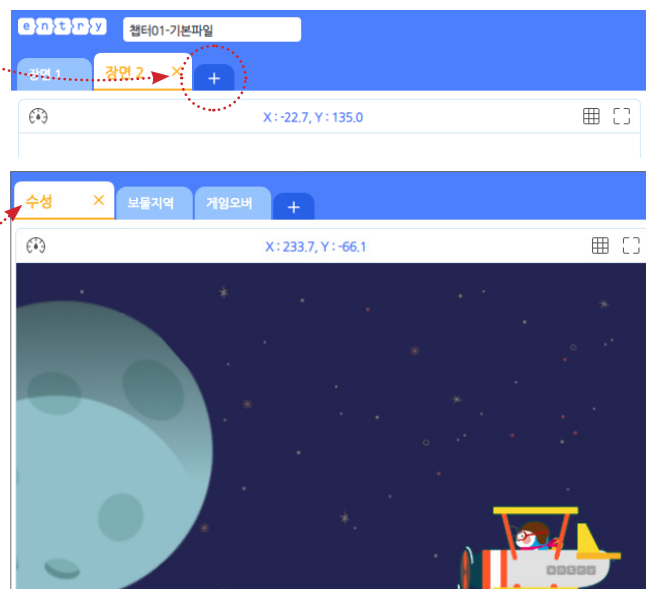 entry 챕터01-기본파일
장면 1 장면 2 × +
X : -22.7, Y : 135.0
수성 × 보물지역 게임오버 +
X : 233.7, Y : -66.1